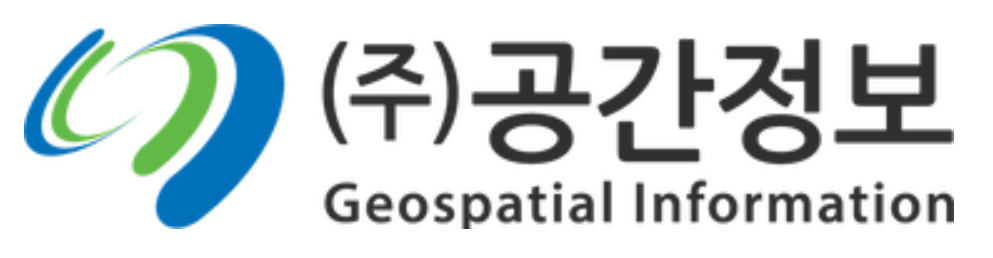 (주)공간정보
Geospatial Information